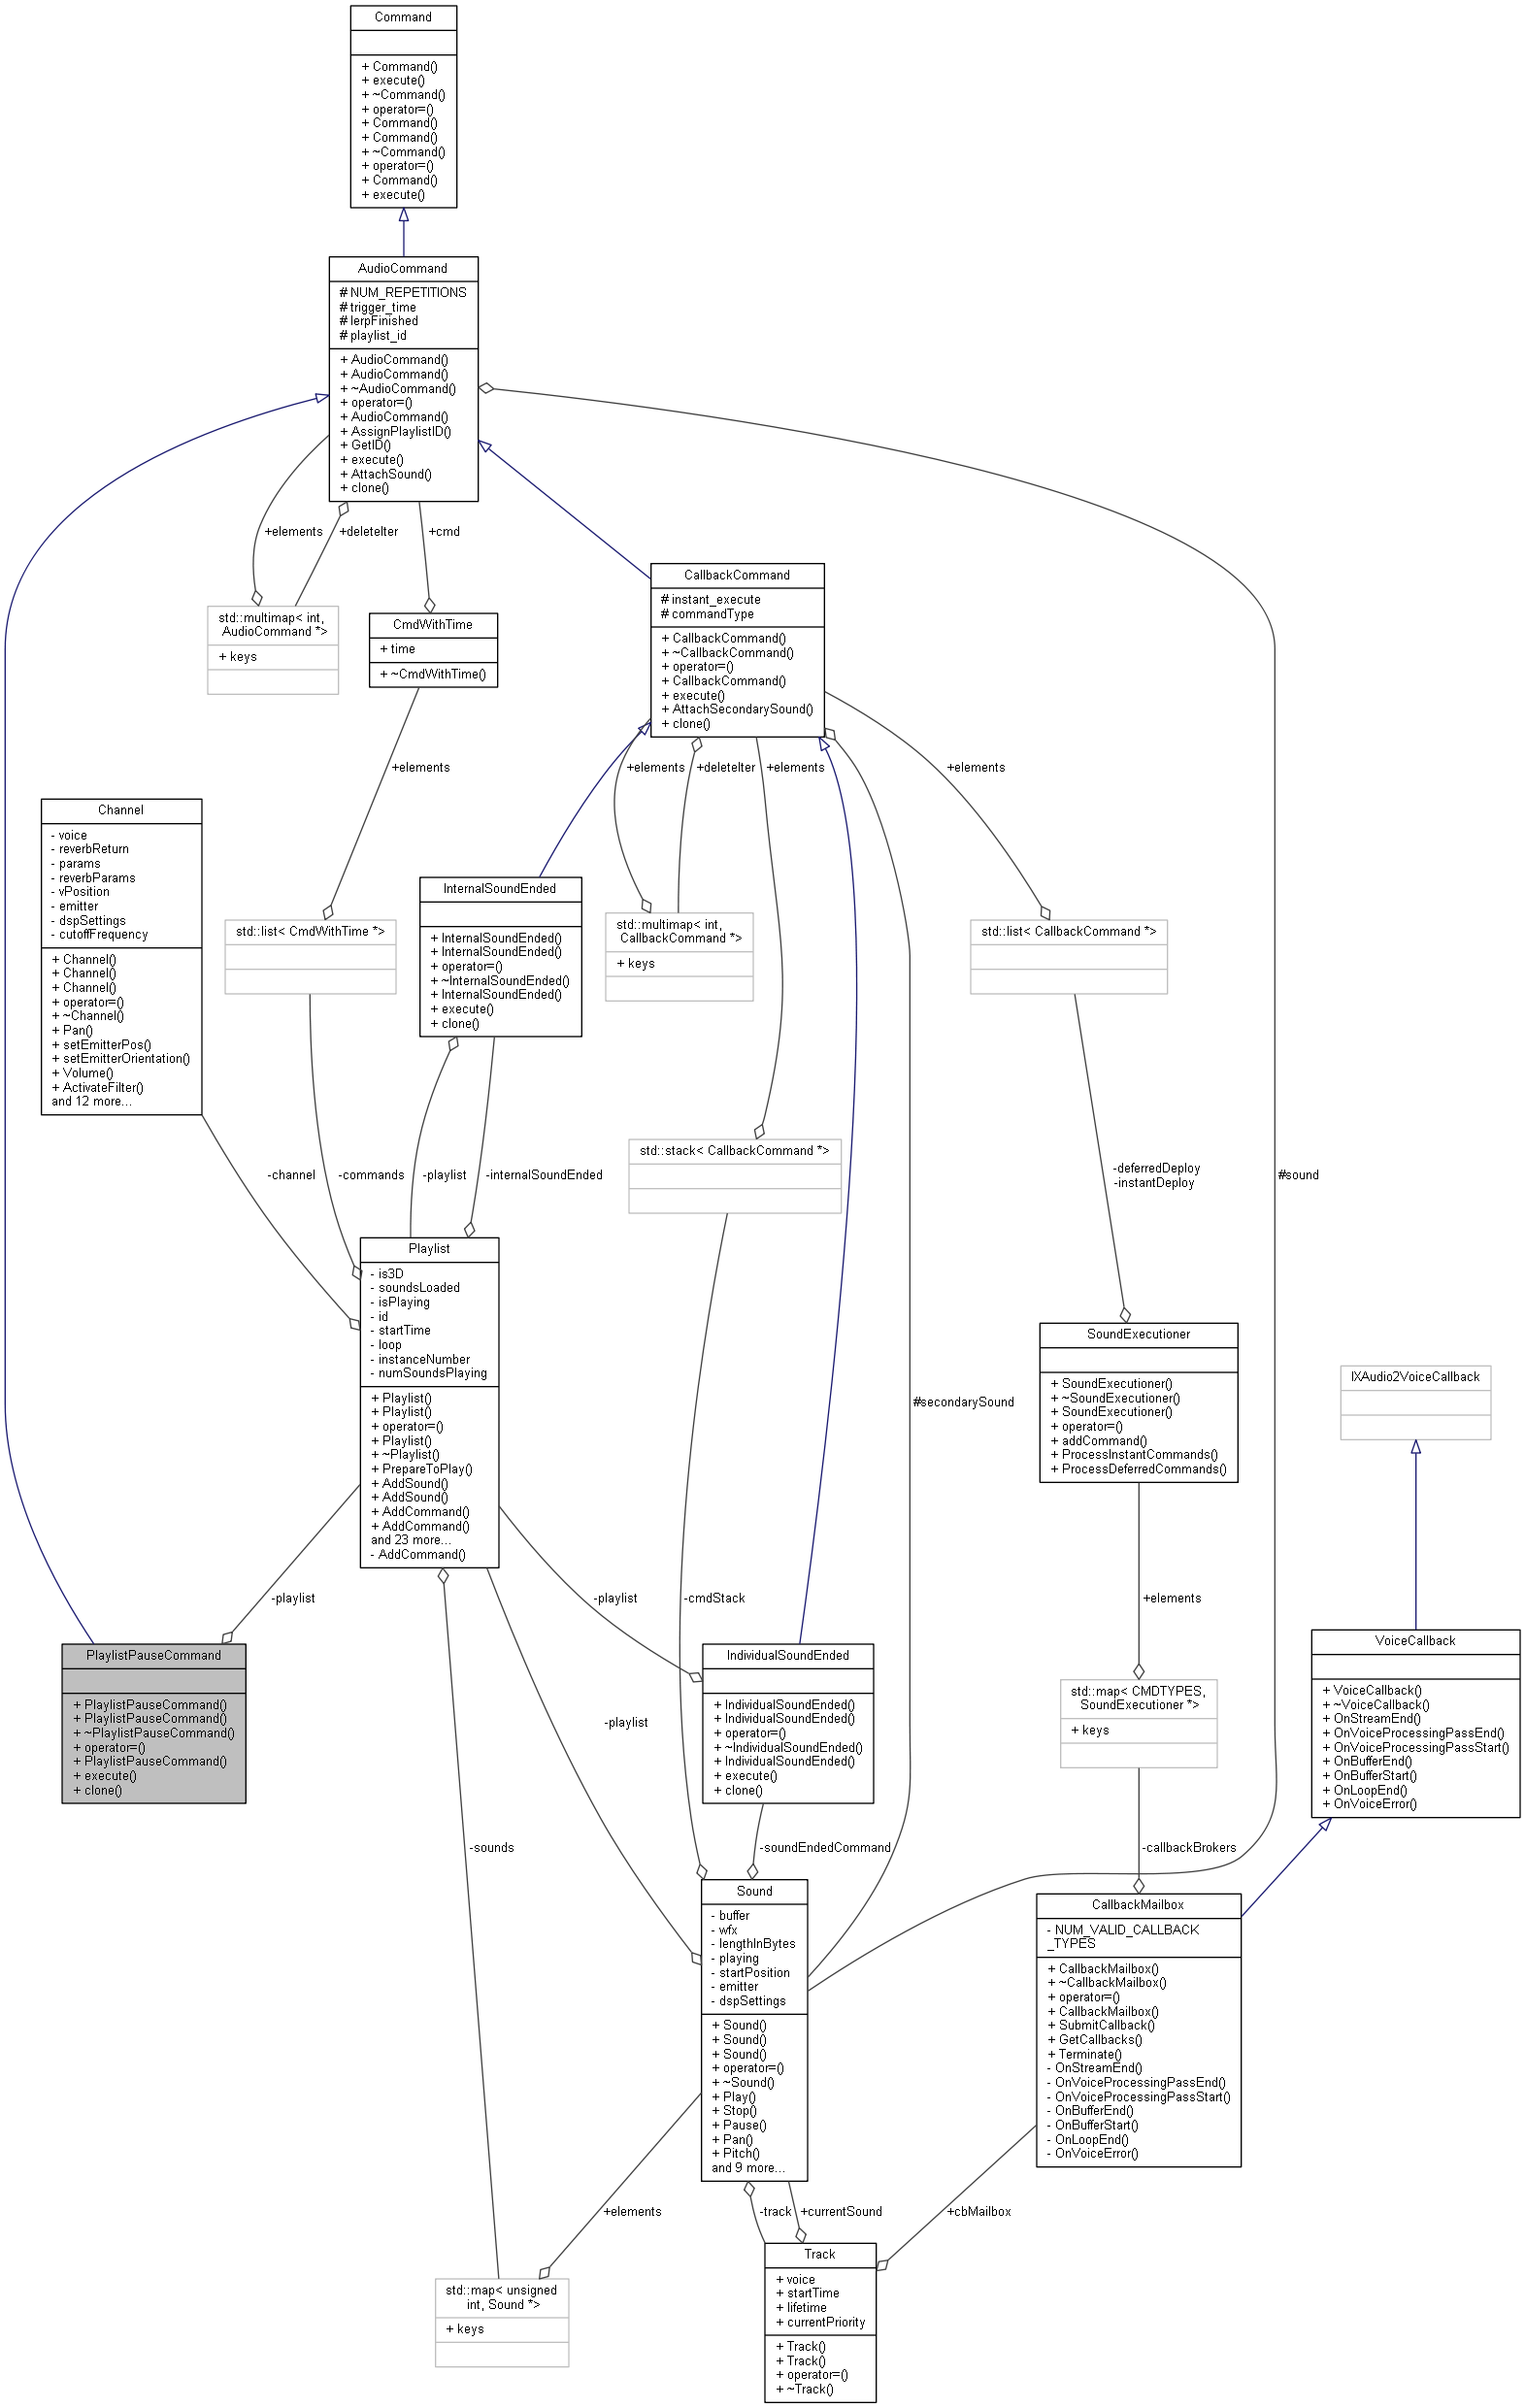 Command
+ Command()
+ execute()
+ ~Command()
+ operator=()
+ Command()
+ Command()
+ ~Command()
+ operator=()
+ Command()
+ execute()
AudioCommand
# NUM_REPETITIONS
# trigger_time
# lerpFinished
# playlist_id
+ AudioCommand()
+ AudioCommand()
+ ~AudioCommand()
+ operator=()
+ AudioCommand()
+ AssignPlaylistID()
+ GetID()
+ execute()
+ AttachSound()
+ clone()
+elements
+deleteIter
+cmd
CallbackCommand
# instant_execute
# commandType
+ CallbackCommand()
+ ~CallbackCommand()
+ operator=()
+ CallbackCommand()
+ execute()
+ AttachSecondarySound()
+ clone()
std::multimap< int,
AudioCommand *>
+ keys
CmdWithTime
+ time
+ ~CmdWithTime()
+elements
+elements
+deleteIter
+elements
+elements
Channel
- voice
- reverbReturn
- params
- reverbParams
- vPosition
- emitter
- dspSettings
- cutoffFrequency
+ Channel()
+ Channel()
+ Channel()
+ operator=()
+ ~Channel()
+ Pan()
+ setEmitterPos()
+ setEmitterOrientation()
+ Volume()
+ ActivateFilter()
and 12 more...
std::list< CmdWithTime *>
InternalSoundEnded
+ InternalSoundEnded()
+ InternalSoundEnded()
+ operator=()
+ ~InternalSoundEnded()
+ InternalSoundEnded()
+ execute()
+ clone()
std::multimap< int,
CallbackCommand *>
+ keys
std::list< CallbackCommand *>
std::stack< CallbackCommand *>
-channel
-commands
-playlist
-internalSoundEnded
-deferredDeploy
-instantDeploy
#sound
Playlist
- is3D
- soundsLoaded
- isPlaying
- id
- startTime
- loop
- instanceNumber
- numSoundsPlaying
+ Playlist()
+ Playlist()
+ operator=()
+ Playlist()
+ ~Playlist()
+ PrepareToPlay()
+ AddSound()
+ AddSound()
+ AddCommand()
+ AddCommand()
and 23 more...
- AddCommand()
#secondarySound
SoundExecutioner
+ SoundExecutioner()
+ ~SoundExecutioner()
+ SoundExecutioner()
+ operator=()
+ addCommand()
+ ProcessInstantCommands()
+ ProcessDeferredCommands()
IXAudio2VoiceCallback
-playlist
-playlist
-cmdStack
+elements
PlaylistPauseCommand
+ PlaylistPauseCommand()
+ PlaylistPauseCommand()
+ ~PlaylistPauseCommand()
+ operator=()
+ PlaylistPauseCommand()
+ execute()
+ clone()
-playlist
IndividualSoundEnded
+ IndividualSoundEnded()
+ IndividualSoundEnded()
+ operator=()
+ ~IndividualSoundEnded()
+ IndividualSoundEnded()
+ execute()
+ clone()
std::map< CMDTYPES,
SoundExecutioner *>
+ keys
VoiceCallback
+ VoiceCallback()
+ ~VoiceCallback()
+ OnStreamEnd()
+ OnVoiceProcessingPassEnd()
+ OnVoiceProcessingPassStart()
+ OnBufferEnd()
+ OnBufferStart()
+ OnLoopEnd()
+ OnVoiceError()
-sounds
-soundEndedCommand
-callbackBrokers
Sound
- buffer
- wfx
- lengthInBytes
- playing
- startPosition
- emitter
- dspSettings
+ Sound()
+ Sound()
+ Sound()
+ operator=()
+ ~Sound()
+ Play()
+ Stop()
+ Pause()
+ Pan()
+ Pitch()
and 9 more...
CallbackMailbox
- NUM_VALID_CALLBACK
_TYPES
+ CallbackMailbox()
+ ~CallbackMailbox()
+ operator=()
+ CallbackMailbox()
+ SubmitCallback()
+ GetCallbacks()
+ Terminate()
- OnStreamEnd()
- OnVoiceProcessingPassEnd()
- OnVoiceProcessingPassStart()
- OnBufferEnd()
- OnBufferStart()
- OnLoopEnd()
- OnVoiceError()
+elements
-track
+currentSound
+cbMailbox
std::map< unsigned
int, Sound *>
+ keys
Track
+ voice
+ startTime
+ lifetime
+ currentPriority
+ Track()
+ Track()
+ operator=()
+ ~Track()